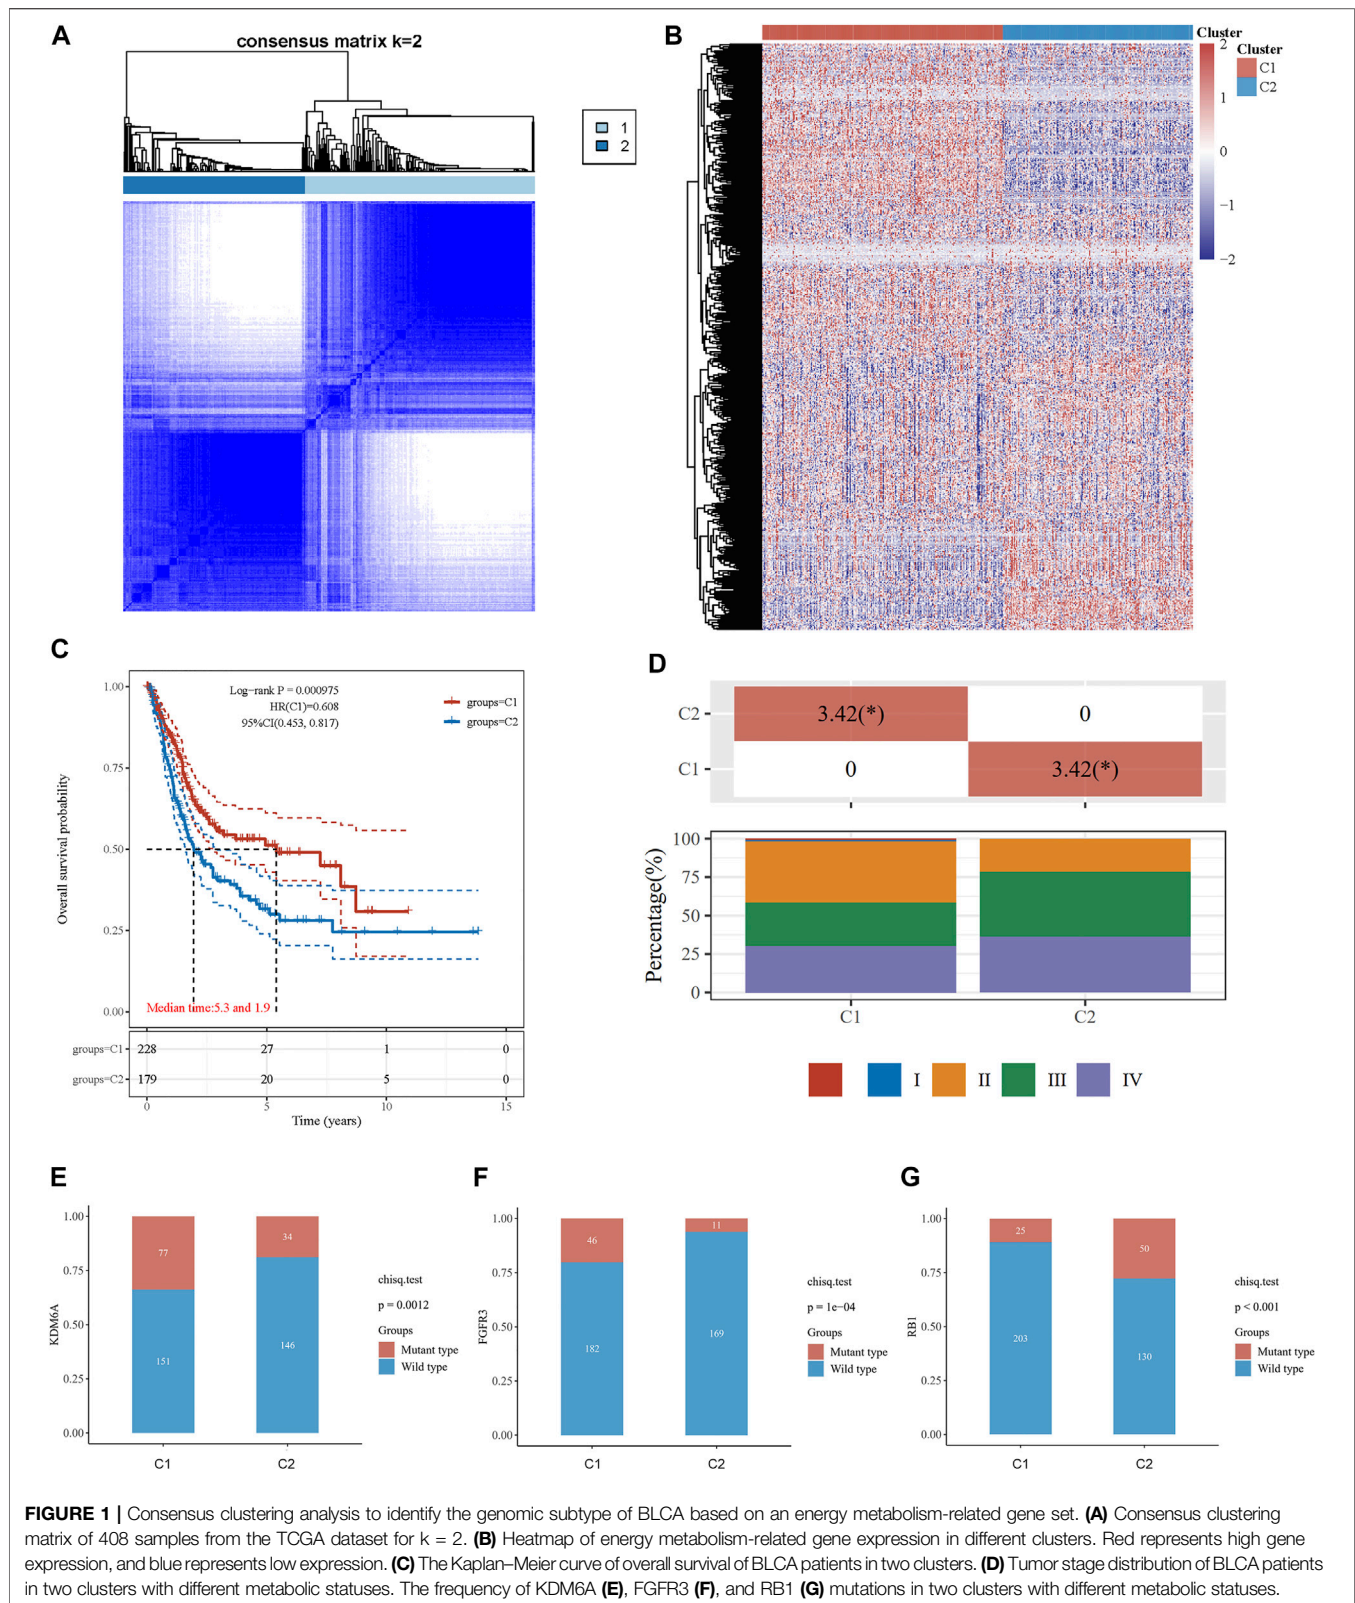 A
consensus matrix k=2
1
2
B
Cluster
2
1
0
−1
−2
Cluster
C1
C2
C
Log−rank P = 0.000975
HR(C1)=0.608
95%CI(0.453, 0.817)
groups=C1
groups=C2
Overall survival probability
1.00
0.75
0.50
0.25
0.00
Median time:5.3 and 1.9
groups=C1 228 27 1 0
groups=C2 179 20 5 0
0 5 10 15
Time (years)
D
C2 3.42(*) 0
C1 0 3.42(*)
Percentage(%)
100
75
50
25
0
C1 C2
I II III IV
E
KDM6A
1.00
0.75
0.50
0.25
0.00
77 34
151 146
C1 C2
chisq.test
p = 0.0012
Groups
Mutant type
Wild type
F
FGFR3
1.00
0.75
0.50
0.25
0.00
46 11
182 169
C1 C2
chisq.test
p = 1e−04
Groups
Mutant type
Wild type
G
RB1
1.00
0.75
0.50
0.25
0.00
25 50
203 130
C1 C2
chisq.test
p < 0.001
Groups
Mutant type
Wild type
FIGURE 1 | Consensus clustering analysis to identify the genomic subtype of BLCA based on an energy metabolism-related gene set. (A) Consensus clustering
matrix of 408 samples from the TCGA dataset for k = 2. (B) Heatmap of energy metabolism-related gene expression in different clusters. Red represents high gene
expression, and blue represents low expression. (C) The Kaplan–Meier curve of overall survival of BLCA patients in two clusters. (D) Tumor stage distribution of BLCA patients
in two clusters with different metabolic statuses. The frequency of KDM6A (E), FGFR3 (F), and RB1 (G) mutations in two clusters with different metabolic statuses.